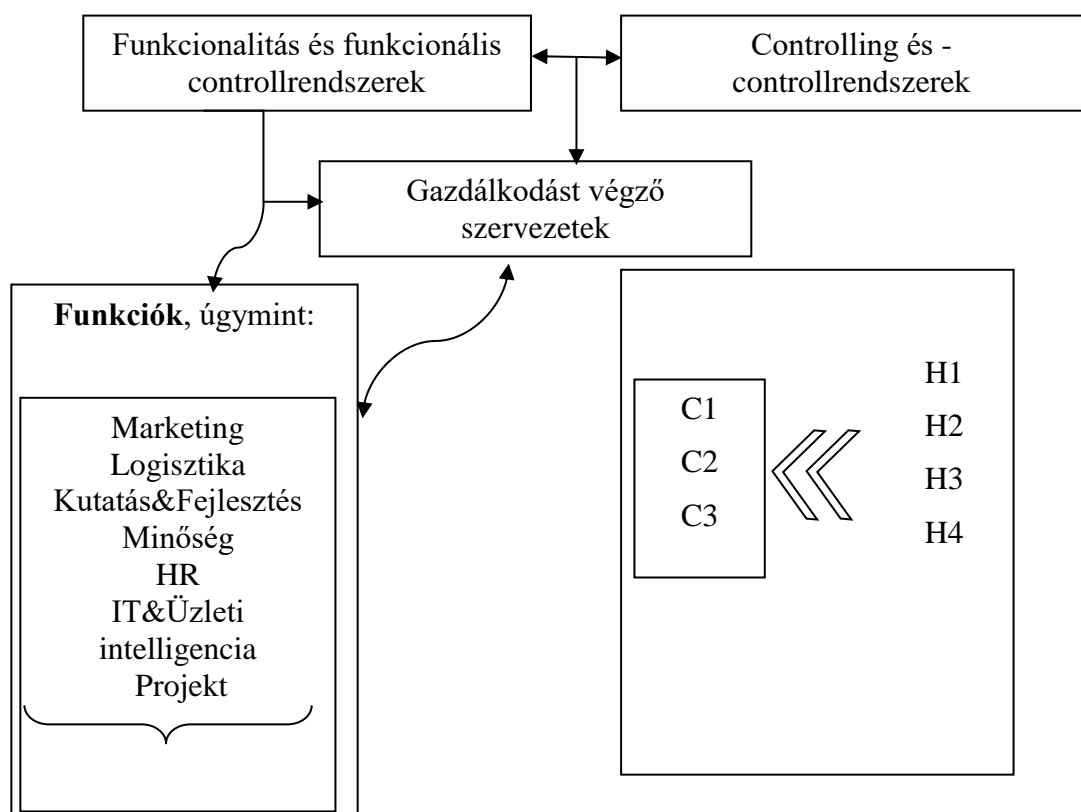 Funkcionalitás és funkcionális
controllrendszerek
Controlling és -
controllrendszerek
Gazdálkodást végző
szervezetek
Funkciók, úgymint:
Marketing
Logisztika
Kutatás&Fejlesztés
Minőség
HR
IT&Üzleti
intelligencia
Projekt
C1
C2
C3
H1
H2
H3
H4